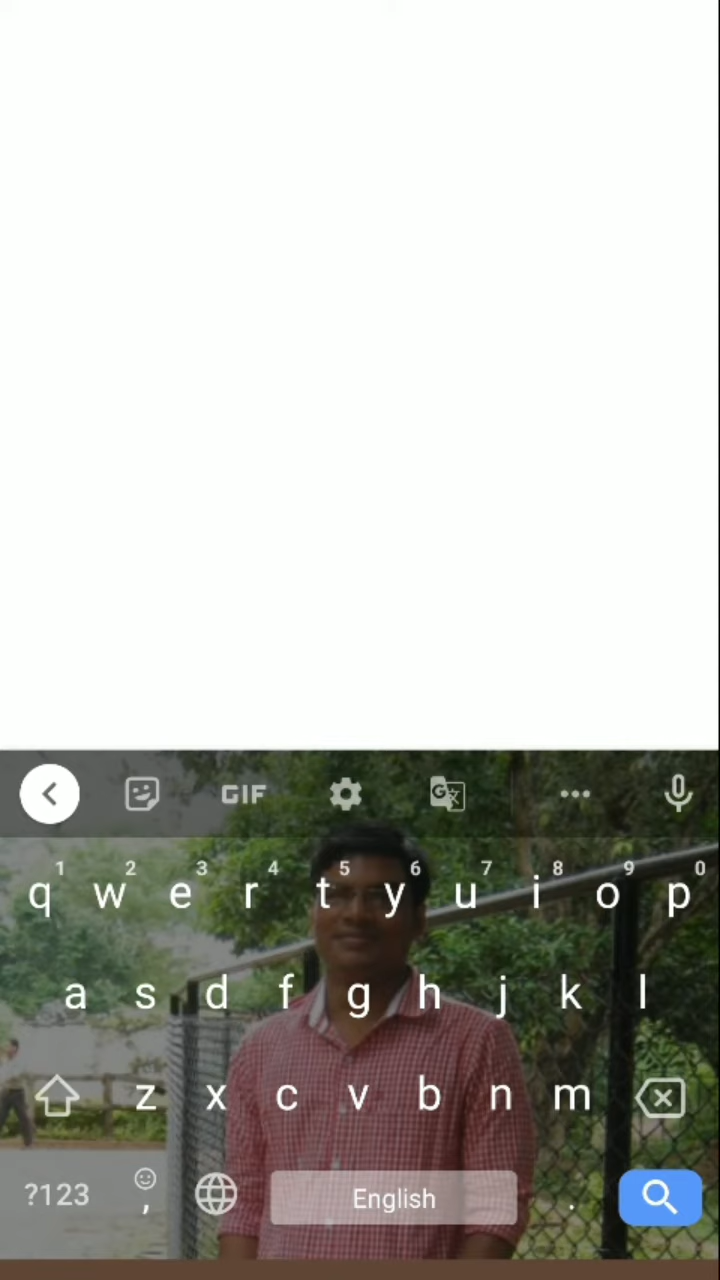 GIF G
1 2 3 4 5 6 7 8 9 0
q w e r t y u i o p
a s d f g h j k l
z x c v b n m
?123 , English .